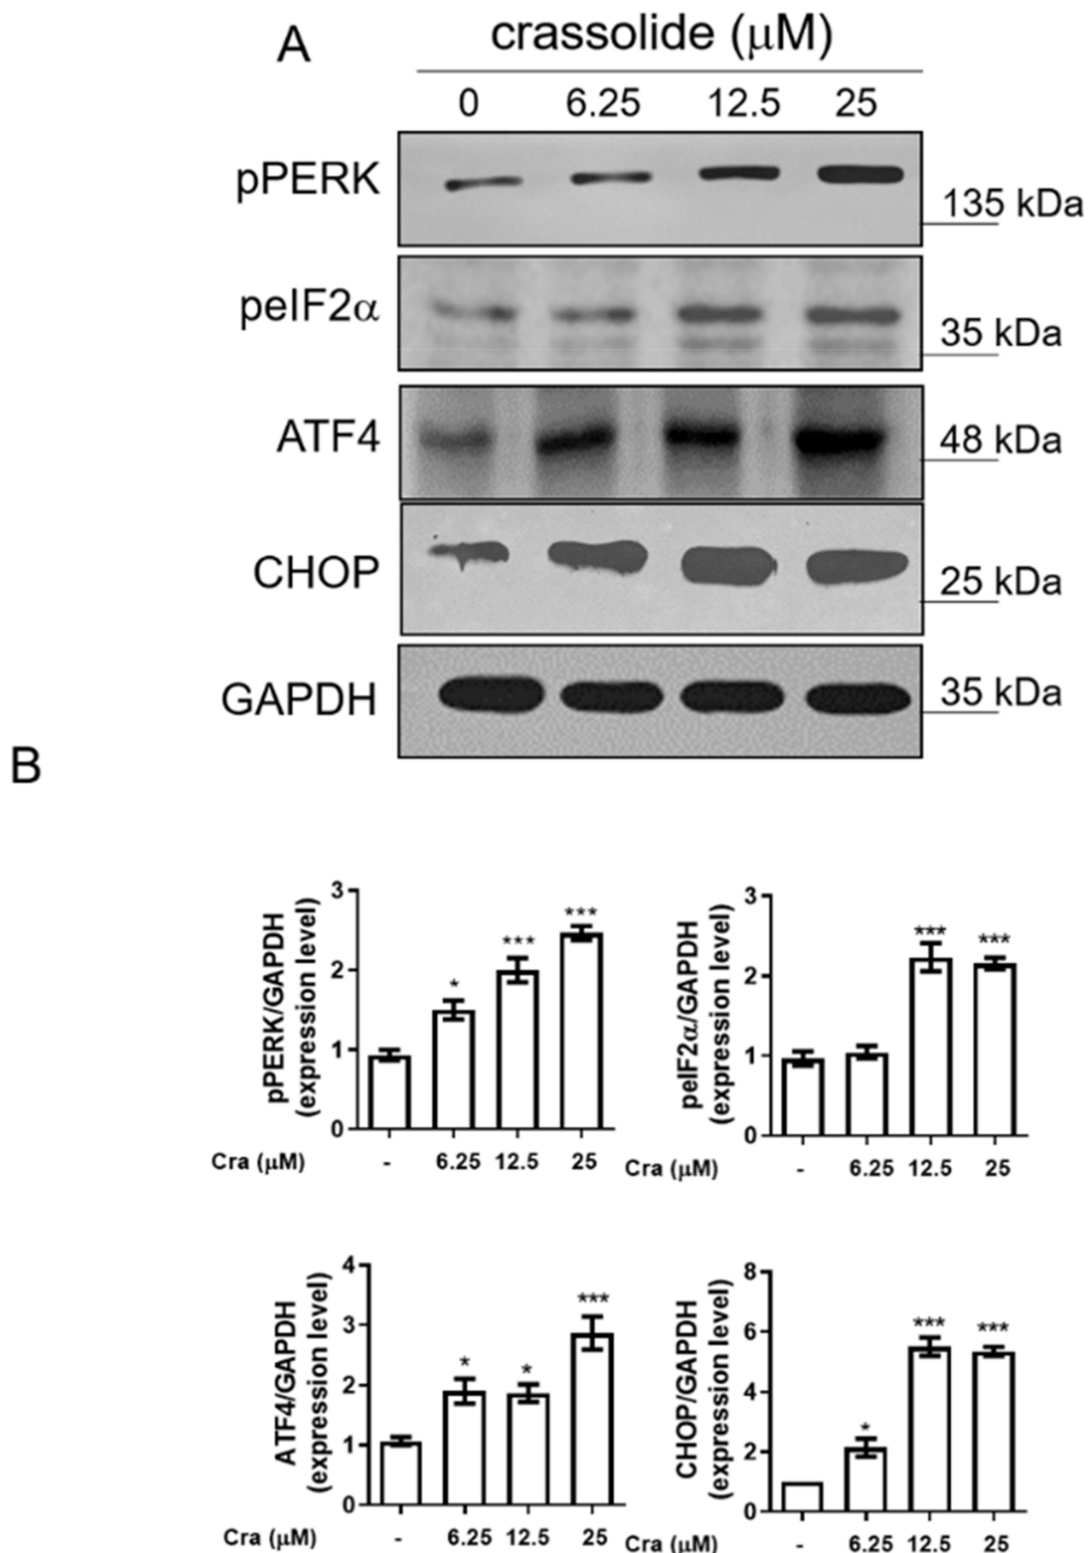 A
crassolide (μM)
0 6.25 12.5 25
pPERK
135 kDa
peIF2α
35 kDa
ATF4
48 kDa
CHOP
25 kDa
GAPDH
35 kDa
B
pPERK/GAPDH
(expression level)
3
2
1
0
* *** ***
Cra (μM) - 6.25 12.5 25
peIF2α/GAPDH
(expression level)
3
2
1
0
*** ***
Cra (μM) - 6.25 12.5 25
ATF4/GAPDH
(expression level)
4
3
2
1
0
* * ***
Cra (μM) - 6.25 12.5 25
CHOP/GAPDH
(expression level)
8
6
4
2
0
* *** ***
Cra (μM) - 6.25 12.5 25